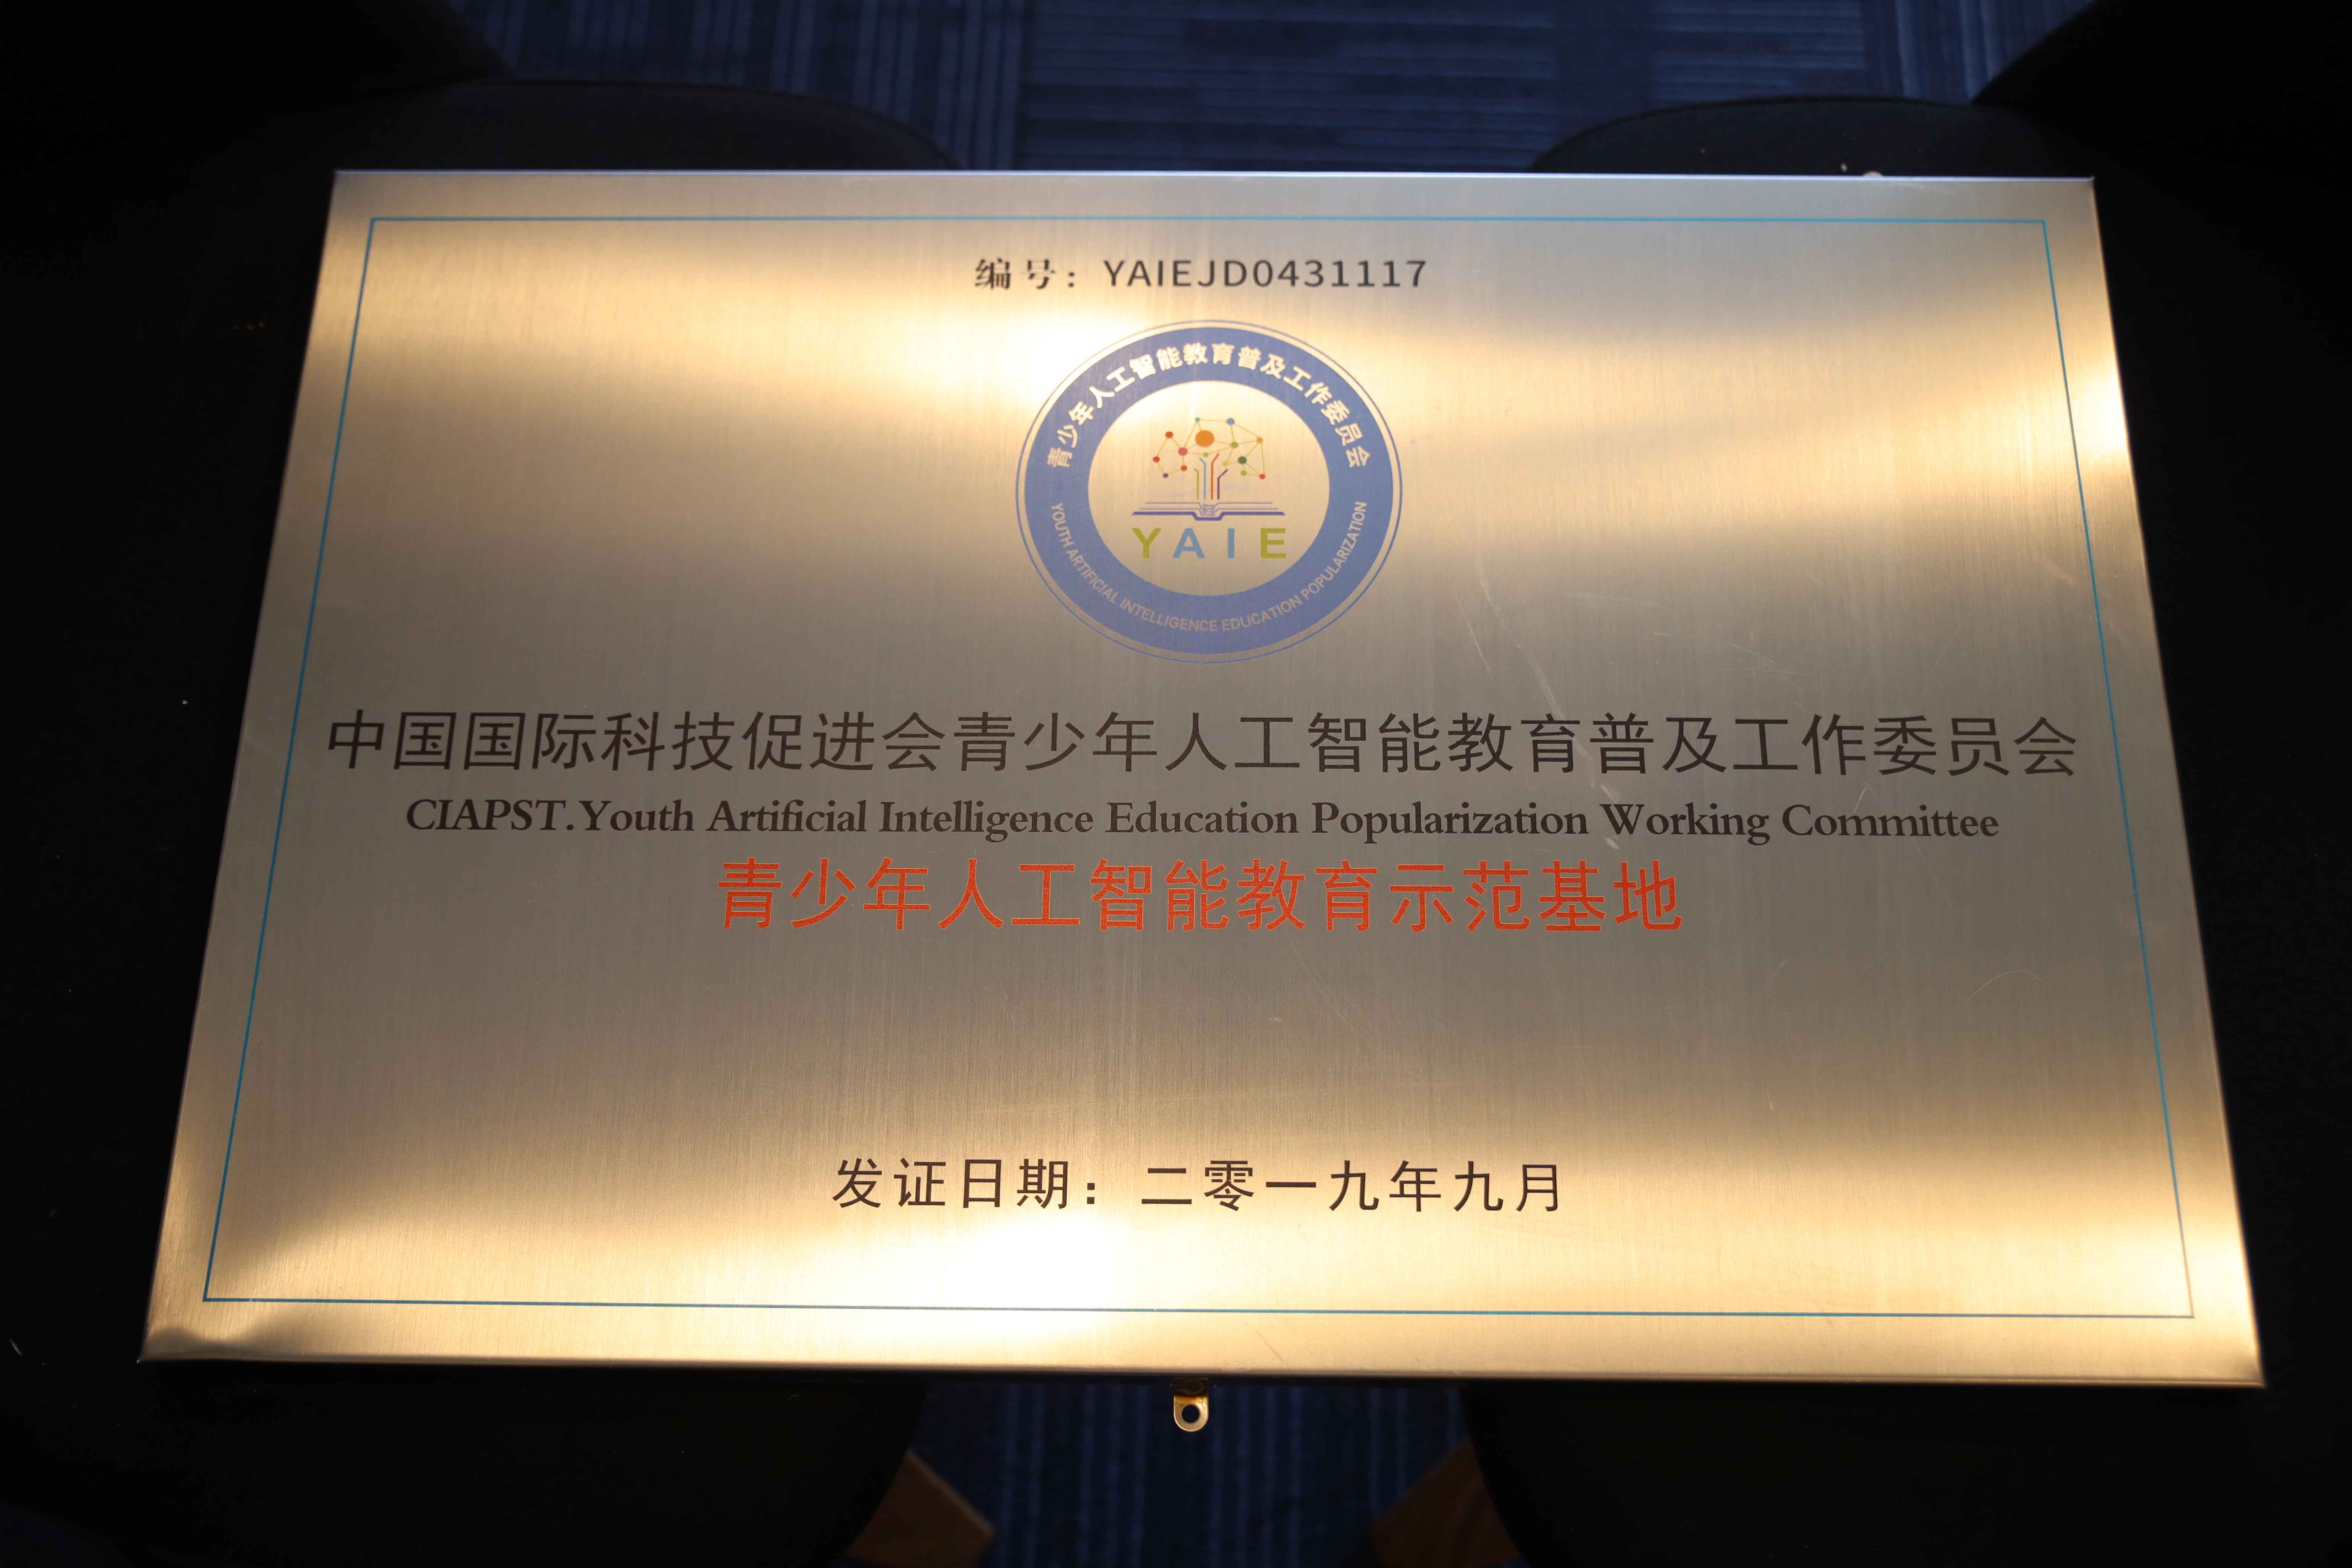 编号：YAIEJD0431117
青少年人工智能教育普及工作委员会
YAIE
YOUTH ARTIFICIAL INTELLIGENCE EDUCATION POPULARIZATION
中国国际科技促进会青少年人工智能教育普及工作委员会
CIAPST.Youth Artificial Intelligence Education Popularization Working Committee
青少年人工智能教育示范基地
发证日期：二零一九年九月